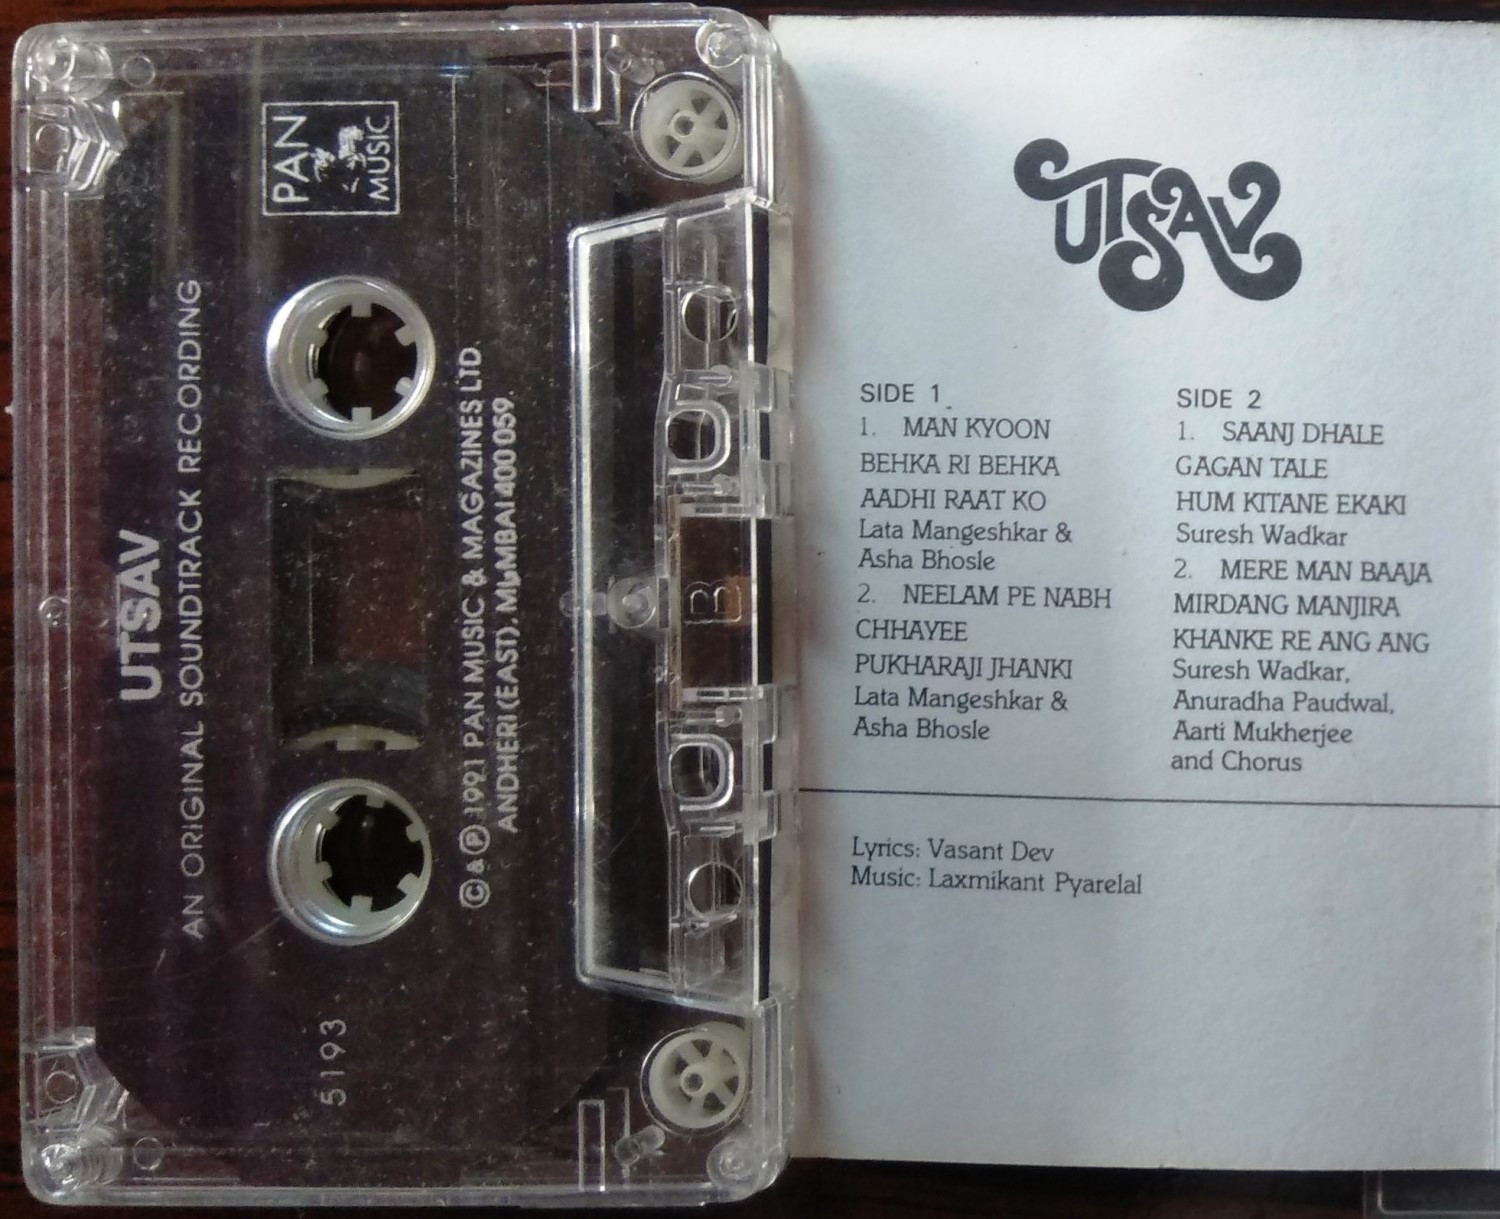 UTSAV
AN ORIGINAL SOUNDTRACK RECORDING
PAN
MUSIC
5193
©&℗ 1991 PAN MUSIC & MAGAZINES LTD.
ANDHERI (EAST), MUMBAI 400 059.
B
UTSAV
SIDE 1
1. MAN KYOON
BEHKA RI BEHKA
AADHI RAAT KO
Lata Mangeshkar &
Asha Bhosle
2. NEELAM PE NABH
CHHAYEE
PUKHARAJI JHANKI
Lata Mangeshkar &
Asha Bhosle
SIDE 2
1. SAANJ DHALE
GAGAN TALE
HUM KITANE EKAKI
Suresh Wadkar
2. MERE MAN BAAJA
MIRDANG MANJIRA
KHANKE RE ANG ANG
Suresh Wadkar,
Anuradha Paudwal,
Aarti Mukherjee
and Chorus
Lyrics: Vasant Dev
Music: Laxmikant Pyarelal